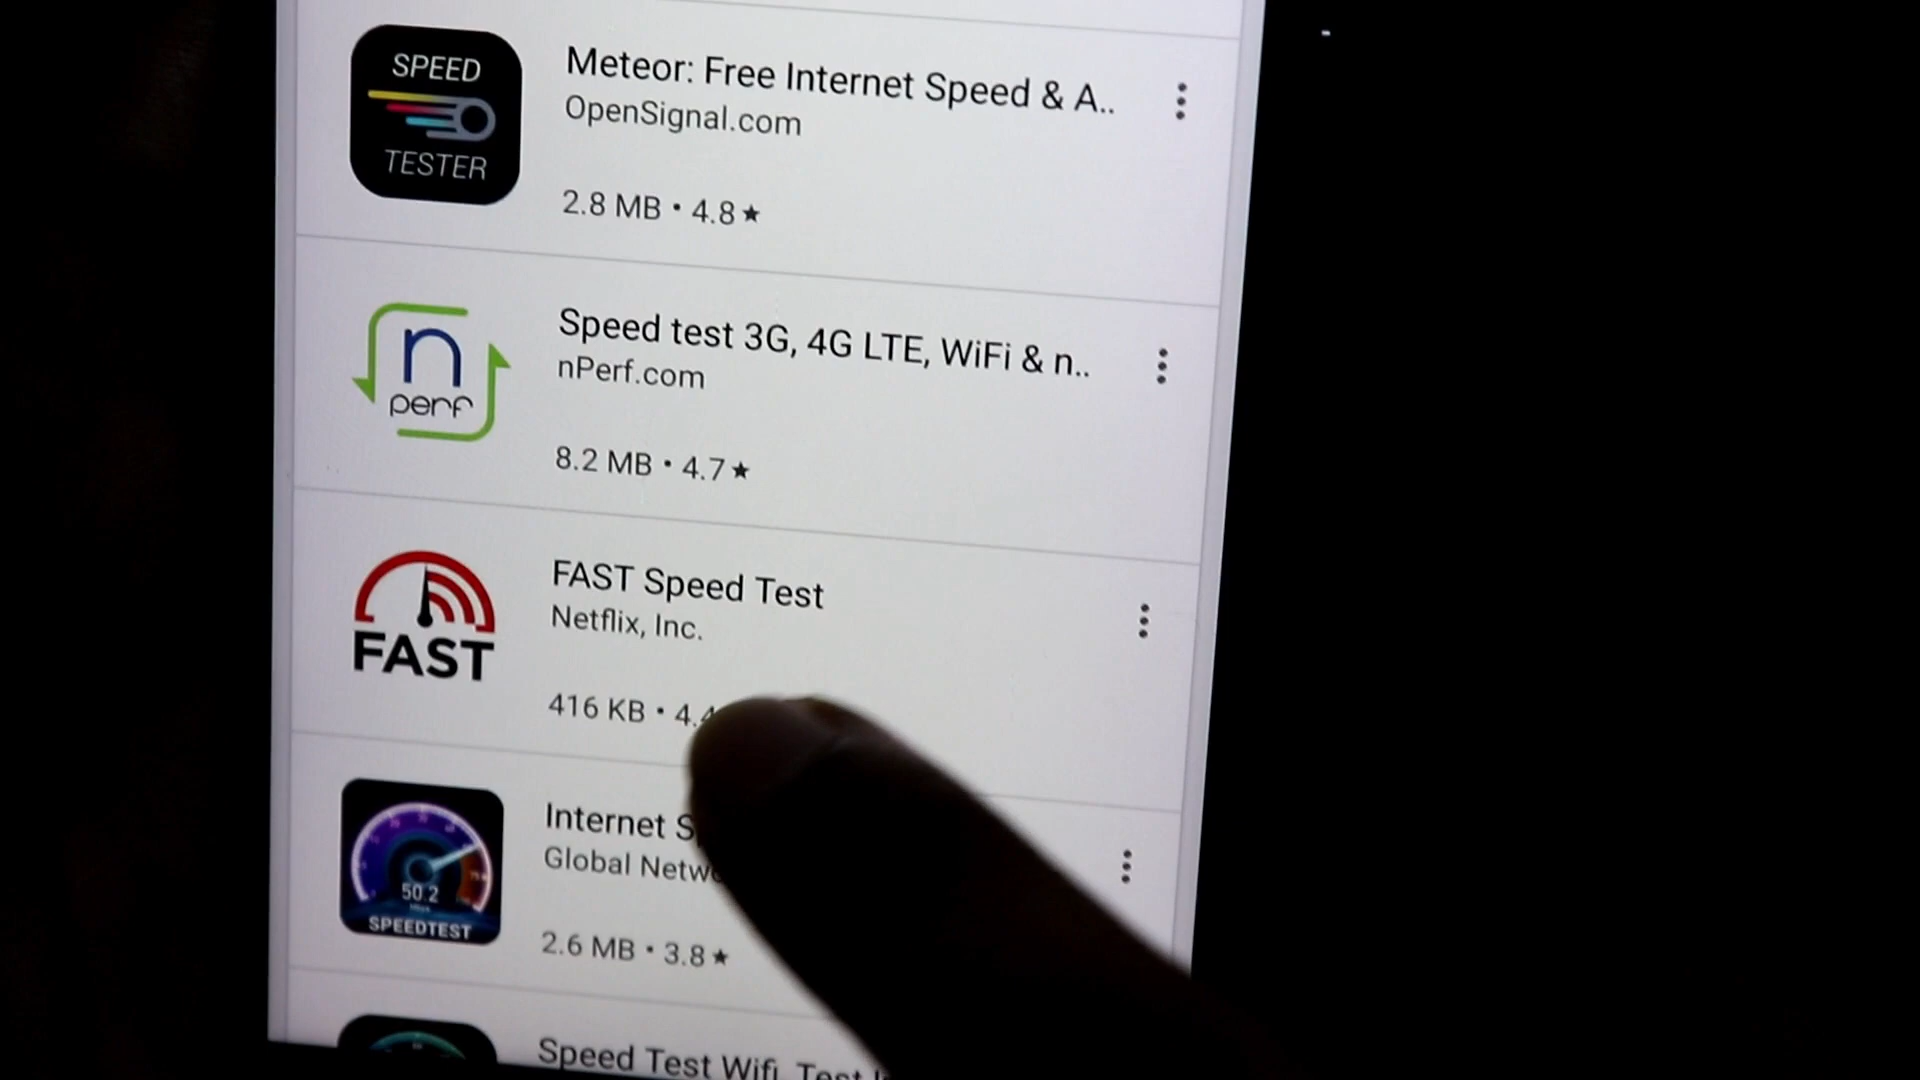 SPEED
TESTER
Meteor: Free Internet Speed & A..
OpenSignal.com
2.8 MB • 4.8 ★
n
perf
Speed test 3G, 4G LTE, WiFi & n..
nPerf.com
8.2 MB • 4.7 ★
FAST
FAST Speed Test
Netflix, Inc.
416 KB • 4.4
50.2
SPEEDTEST
Internet
Global
2.6 MB • 3.8 ★
Speed Test Wifi, Test